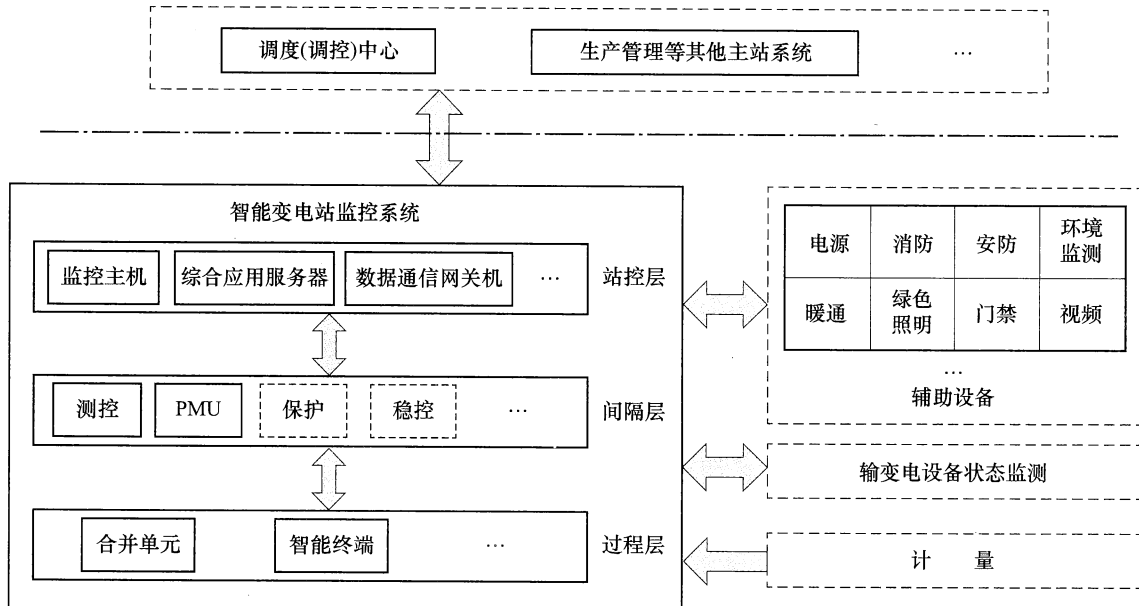 调度(调控)中心
生产管理等其他主站系统
…
智能变电站监控系统
监控主机
综合应用服务器
数据通信网关机
…
站控层
测控
PMU
保护
稳控
…
间隔层
合并单元
智能终端
…
过程层
电源
消防
安防
环境
监测
暖通
绿色
照明
门禁
视频
…
辅助设备
输变电设备状态监测
计 量